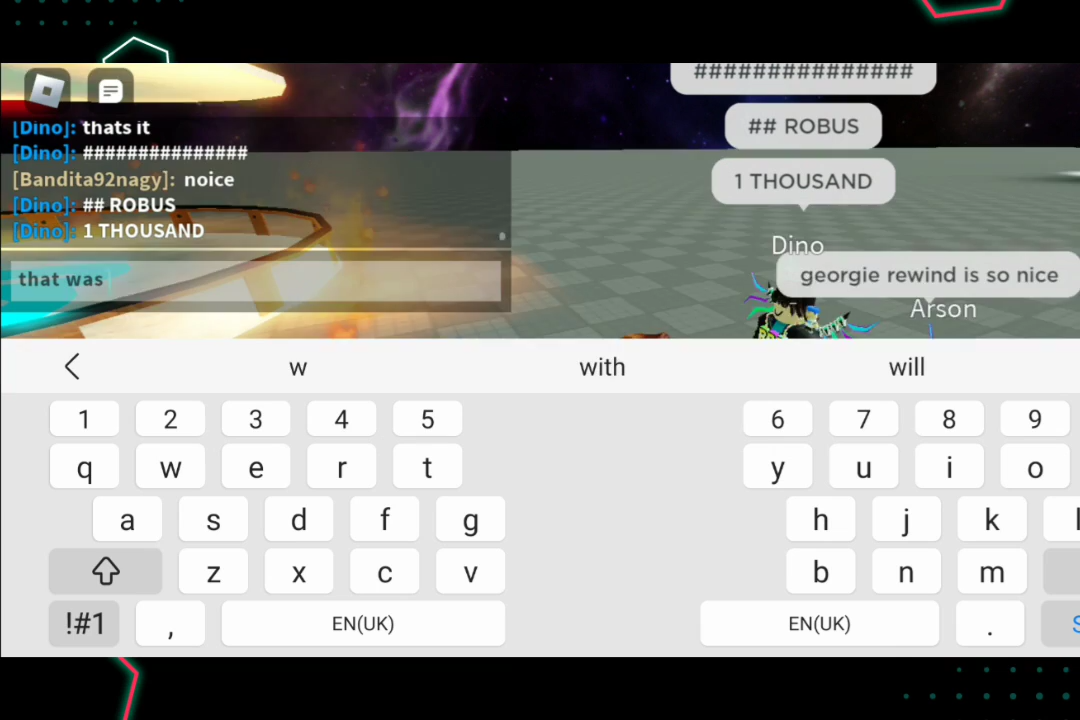 ###############
## ROBUS
1 THOUSAND
Dino
georgie rewind is so nice
Arson
[Dino]: thats it
[Dino]: ###############
[Bandita92nagy]: noice
[Dino]: ## ROBUS
[Dino]: 1 THOUSAND
that was
w with will
1 2 3 4 5 6 7 8 9
q w e r t y u i o
a s d f g h j k l
z x c v b n m
!#1 , EN(UK) EN(UK) . S